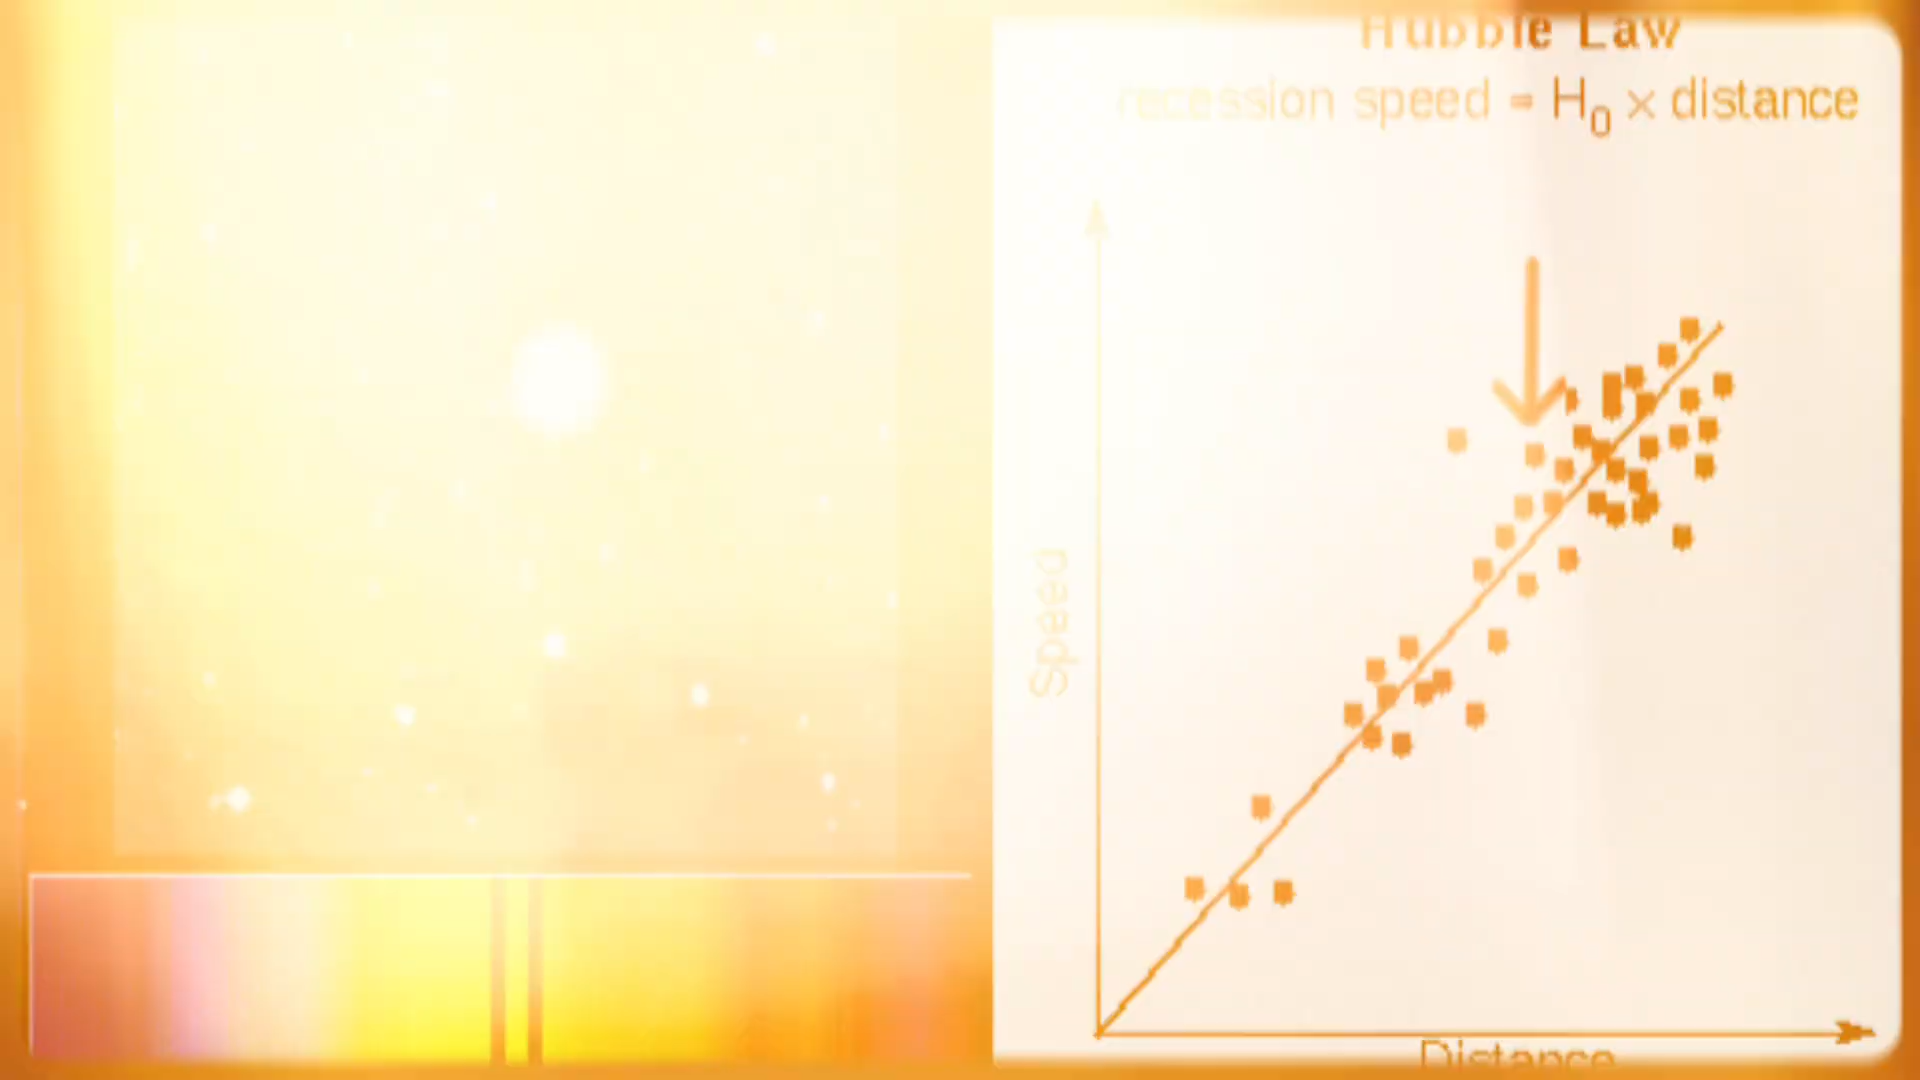 Hubble Law
recession speed = H₀ × distance
Speed
Distance